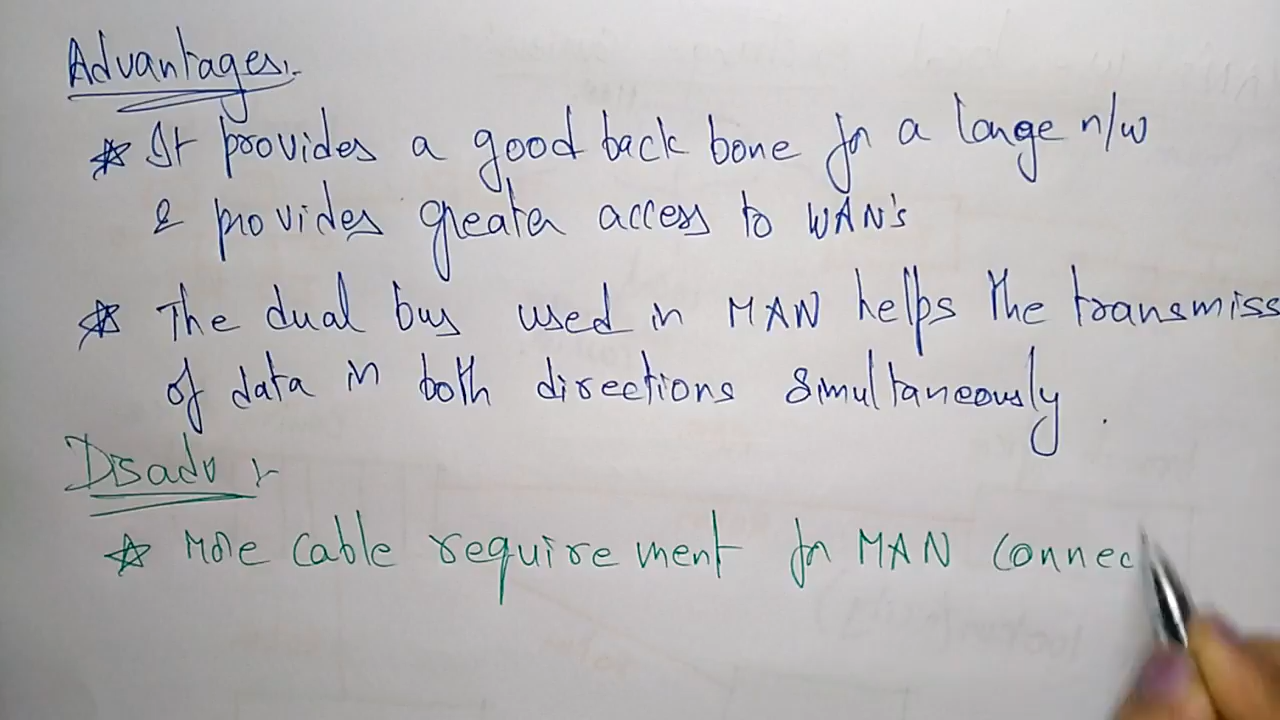 Advantages:-
* It provides a good back bone for a large n/w
& provides greater access to WAN's
* The dual bus used in MAN helps the transmiss
of data in both directions simultaneously.
Disadv :-
* More cable requirement for MAN connec